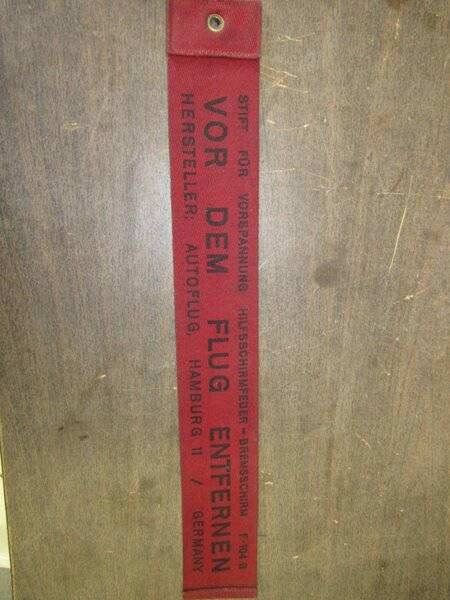 STIFT FÜR VORSPANNUNG HILFSSCHIRMFEDER - BREMSSCHIRM F-104 G
VOR DEM FLUG ENTFERNEN
HERSTELLER: AUTOFLUG, HAMBURG 11 / GERMANY